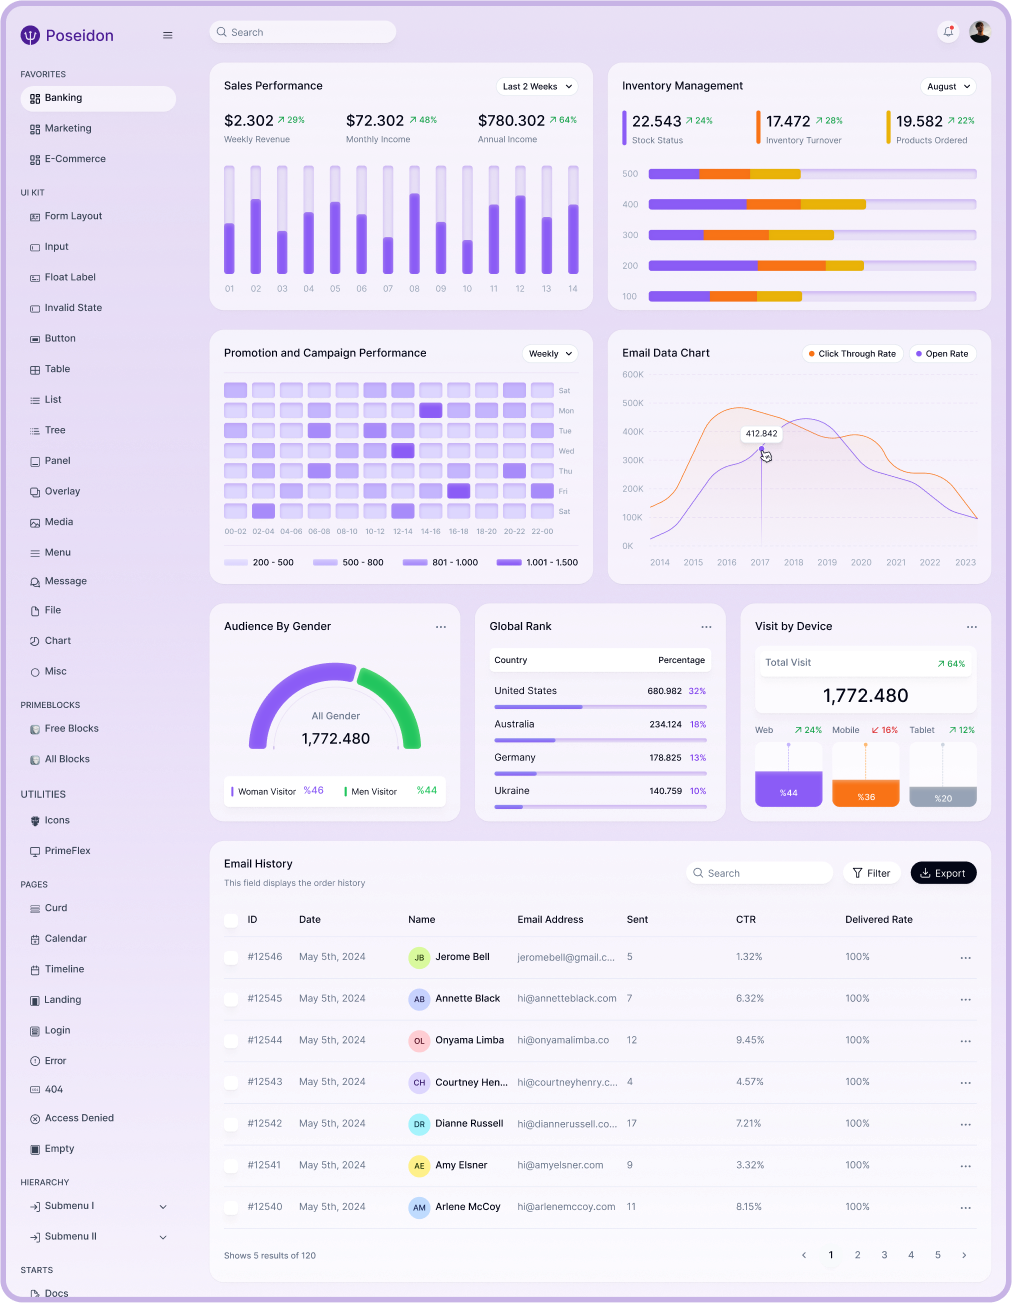 Poseidon
Search
FAVORITES
Banking
Marketing
E-Commerce
UI KIT
Form Layout
Input
Float Label
Invalid State
Button
Table
List
Tree
Panel
Overlay
Media
Menu
Message
File
Chart
Misc
PRIMEBLOCKS
Free Blocks
All Blocks
UTILITIES
Icons
PrimeFlex
PAGES
Curd
Calendar
Timeline
Landing
Login
Error
404
Access Denied
Empty
HIERARCHY
Submenu I
Submenu II
STARTS
Docs
Sales Performance
Last 2 Weeks
$2.302 29% $72.302 48% $780.302 64%
Weekly Revenue Monthly Income Annual Income
01 02 03 04 05 06 07 08 09 10 11 12 13 14
Inventory Management
August
22.543 24% 17.472 28% 19.582 22%
Stock Status Inventory Turnover Products Ordered
500
400
300
200
100
Promotion and Campaign Performance
Weekly
Sat
Mon
Tue
Wed
Thu
Fri
Sat
00-02 02-04 04-06 06-08 08-10 10-12 12-14 14-16 16-18 18-20 20-22 22-00
200 - 500 500 - 800 801 - 1.000 1.001 - 1.500
Email Data Chart
Click Through Rate Open Rate
600K
500K
400K
300K
200K
100K
0K
412.842
2014 2015 2016 2017 2018 2019 2020 2021 2022 2023
Audience By Gender
All Gender
1,772.480
Woman Visitor %46 Men Visitor %44
Global Rank
Country Percentage
United States 680.982 32%
Australia 234.124 18%
Germany 178.825 13%
Ukraine 140.759 10%
Visit by Device
Total Visit 64%
1,772.480
Web 24% Mobile 16% Tablet 12%
%44 %36 %20
Email History
This field displays the order history
Search
Filter
Export
ID Date Name Email Address Sent CTR Delivered Rate
#12546 May 5th, 2024 JB Jerome Bell jeromebell@gmail.c... 5 1.32% 100%
#12545 May 5th, 2024 AB Annette Black hi@annetteblack.com 7 6.32% 100%
#12544 May 5th, 2024 OL Onyama Limba hi@onyamalimba.co 12 9.45% 100%
#12543 May 5th, 2024 CH Courtney Hen... hi@courtneyhenry.c... 4 4.57% 100%
#12542 May 5th, 2024 DR Dianne Russell hi@diannerussell.co... 17 7.21% 100%
#12541 May 5th, 2024 AE Amy Elsner hi@amyelsner.com 9 3.32% 100%
#12540 May 5th, 2024 AM Arlene McCoy hi@arlenemccoy.com 11 8.15% 100%
Shows 5 results of 120
1 2 3 4 5